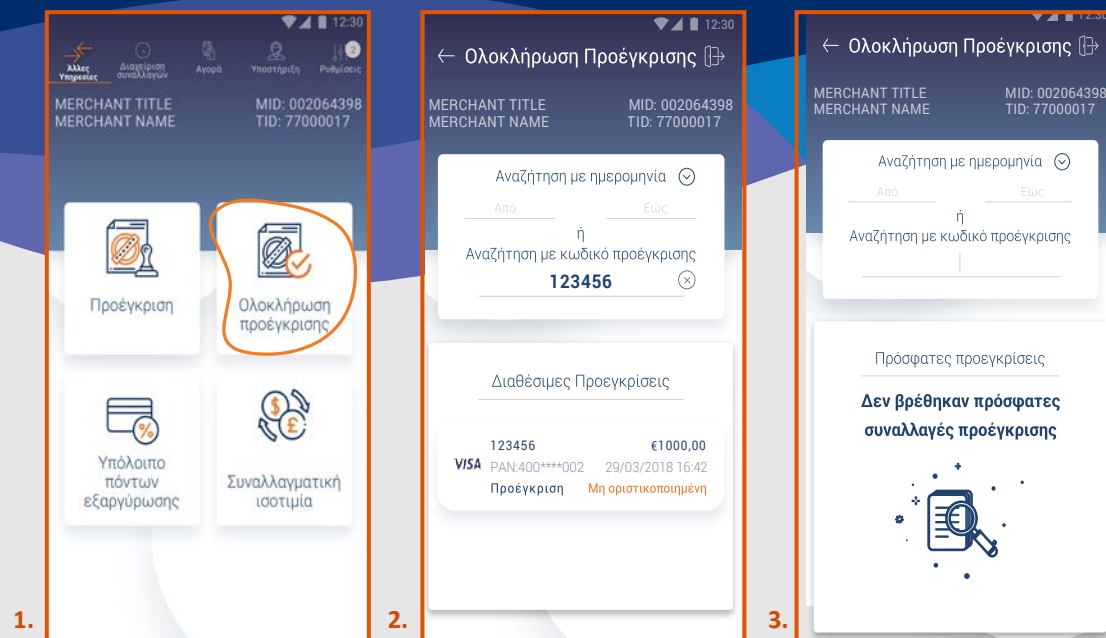 12:30
Άλλες Υπηρεσίες
Διαχείριση συναλλαγών
Αγορά
Υποστήριξη
Ρυθμίσεις
2
MERCHANT TITLE MID: 002064398
MERCHANT NAME TID: 77000017
Προέγκριση
Ολοκλήρωση
προέγκρισης
Υπόλοιπο
πόντων
εξαργύρωσης
Συναλλαγματική
ισοτιμία
1.
12:30
Ολοκλήρωση Προέγκρισης
MERCHANT TITLE MID: 002064398
MERCHANT NAME TID: 77000017
Αναζήτηση με ημερομηνία
Από Εώς
ή
Αναζήτηση με κωδικό προέγκρισης
123456
Διαθέσιμες Προεγκρίσεις
123456 €1000,00
VISA PAN:400****002 29/03/2018 16:42
Προέγκριση Μη οριστικοποιημένη
2.
12:30
Ολοκλήρωση Προέγκρισης
MERCHANT TITLE MID: 002064398
MERCHANT NAME TID: 77000017
Αναζήτηση με ημερομηνία
Από Εώς
ή
Αναζήτηση με κωδικό προέγκρισης
Πρόσφατες προεγκρίσεις
Δεν βρέθηκαν πρόσφατες
συναλλαγές προέγκρισης
3.